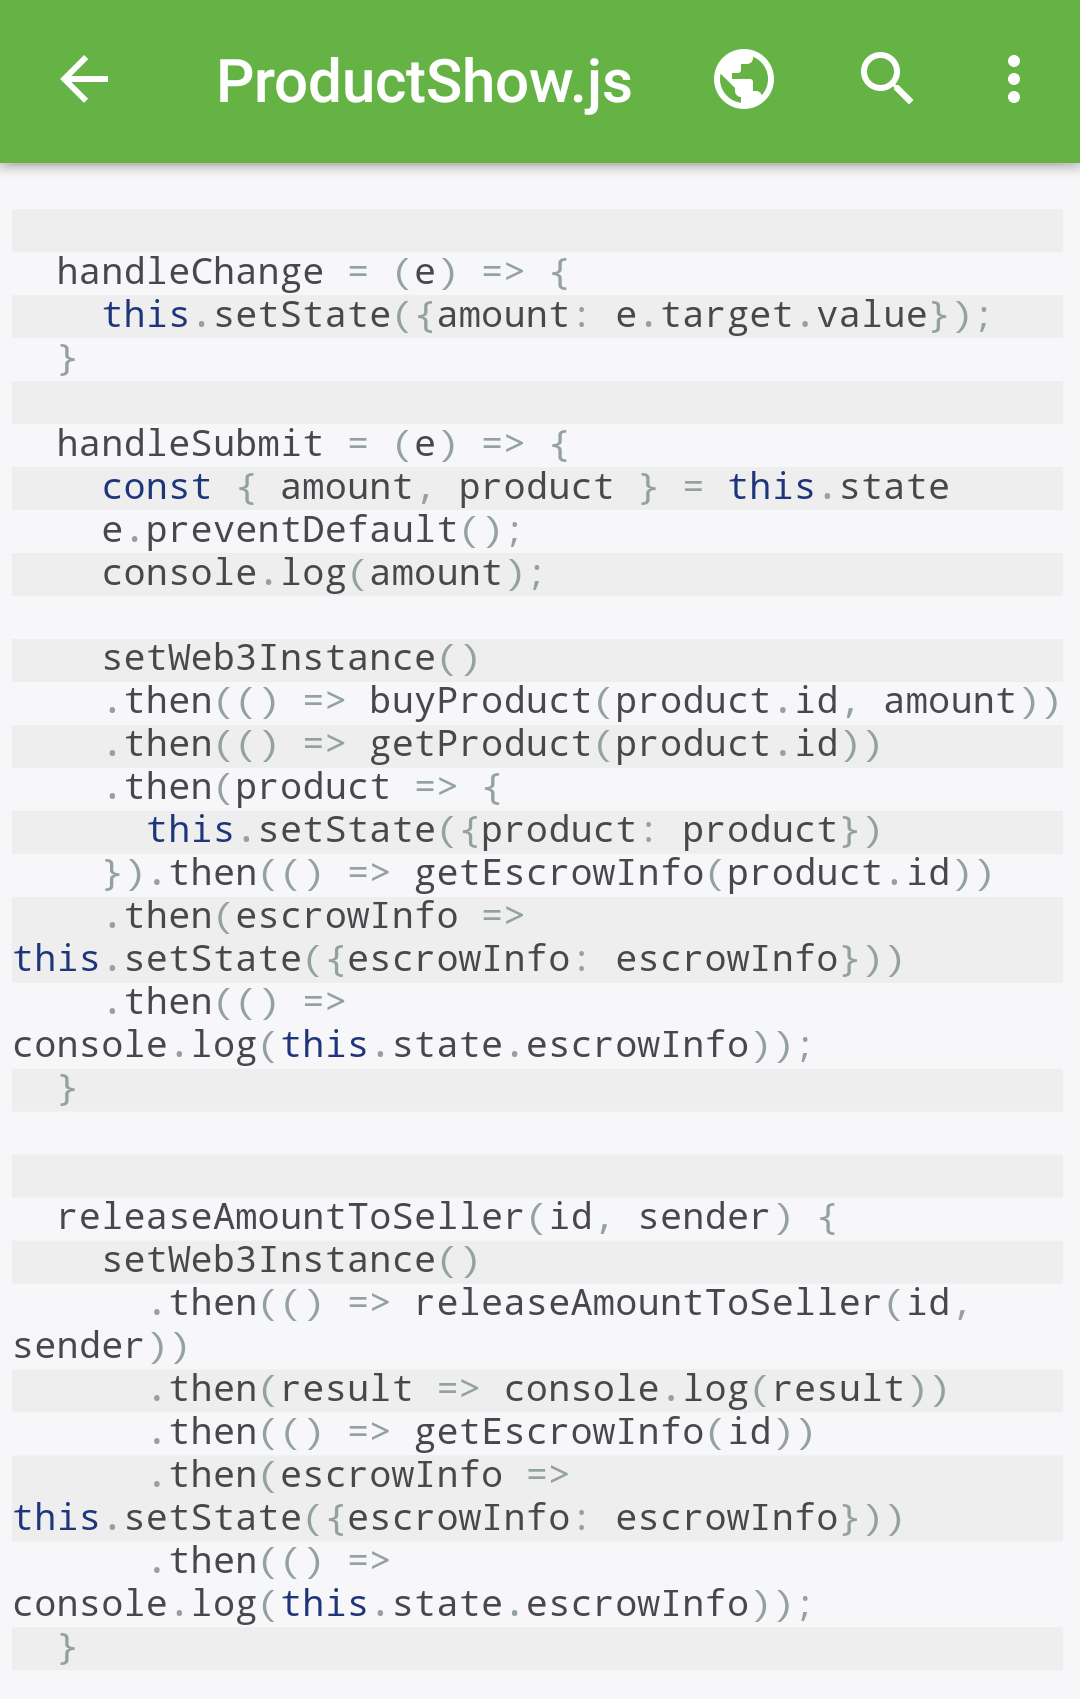 ProductShow.js
handleChange = (e) => {
this.setState({amount: e.target.value});
}
handleSubmit = (e) => {
const { amount, product } = this.state
e.preventDefault();
console.log(amount);
setWeb3Instance()
.then(() => buyProduct(product.id, amount))
.then(() => getProduct(product.id))
.then(product => {
this.setState({product: product})
}).then(() => getEscrowInfo(product.id))
.then(escrowInfo =>
this.setState({escrowInfo: escrowInfo}))
.then(() =>
console.log(this.state.escrowInfo));
}
releaseAmountToSeller(id, sender) {
setWeb3Instance()
.then(() => releaseAmountToSeller(id,
sender))
.then(result => console.log(result))
.then(() => getEscrowInfo(id))
.then(escrowInfo =>
this.setState({escrowInfo: escrowInfo}))
.then(() =>
console.log(this.state.escrowInfo));
}